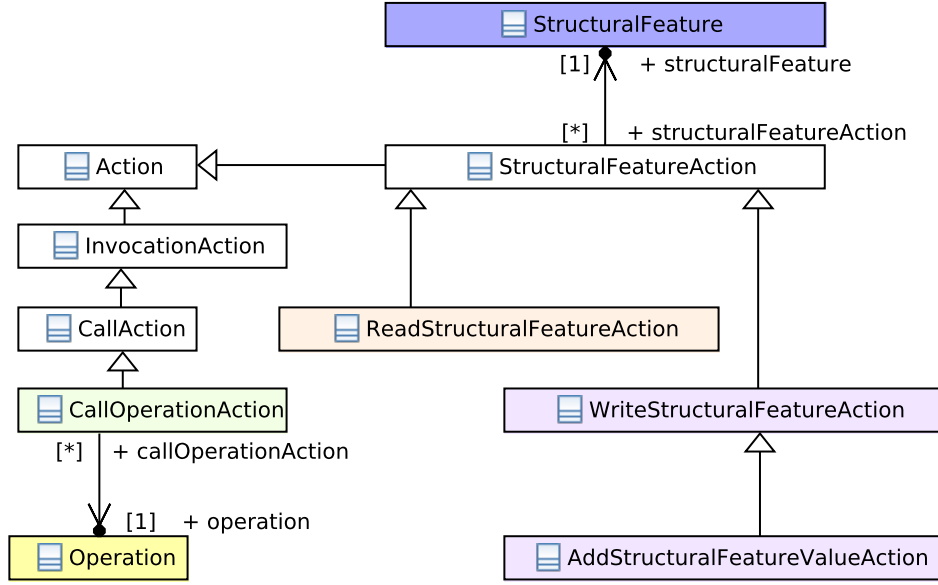 StructuralFeature
[1] + structuralFeature
[*] + structuralFeatureAction
Action
StructuralFeatureAction
InvocationAction
CallAction
ReadStructuralFeatureAction
CallOperationAction
WriteStructuralFeatureAction
[*] + callOperationAction
[1] + operation
Operation
AddStructuralFeatureValueAction